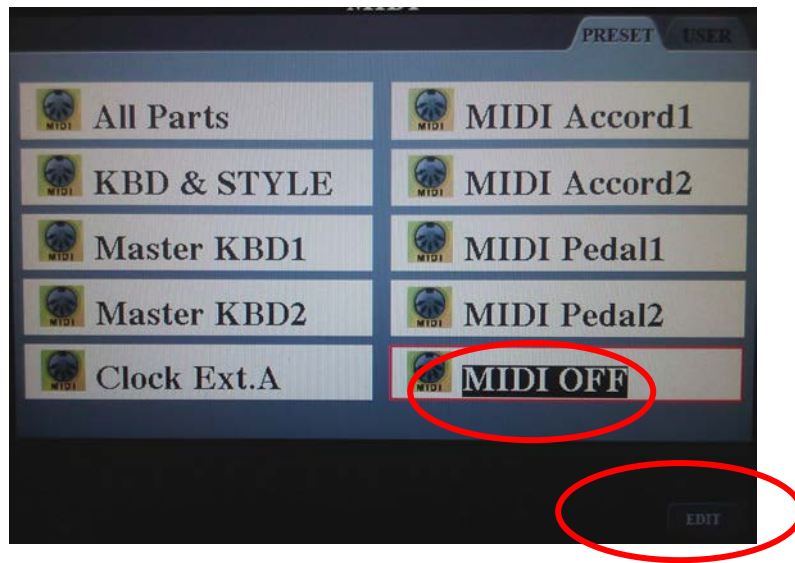 MIDI
PRESET USER
All Parts
KBD & STYLE
Master KBD1
Master KBD2
Clock Ext.A
MIDI Accord1
MIDI Accord2
MIDI Pedal1
MIDI Pedal2
MIDI OFF
EDIT